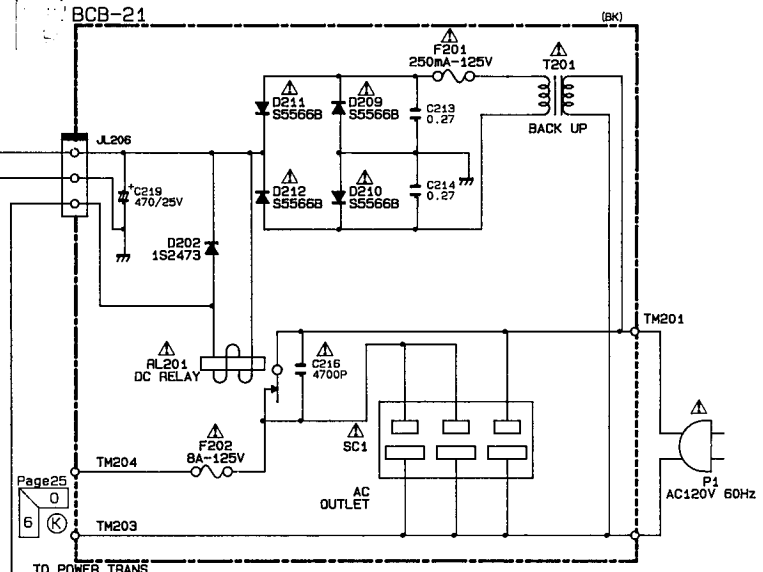 BCB-21
(BK)
F201
250mA-125V
T201
D211
S5566B
D209
S5566B
C213
0.27
BACK UP
JL206
+
C219
470/25V
D212
S5566B
D210
S5566B
C214
0.27
D202
1S2473
TM201
RL201
DC RELAY
C216
4700P
F202
8A-125V
SC1
TM204
P1
AC120V 60Hz
Page25
O
6
K
AC
OUTLET
TM203
TO POWER TRANS